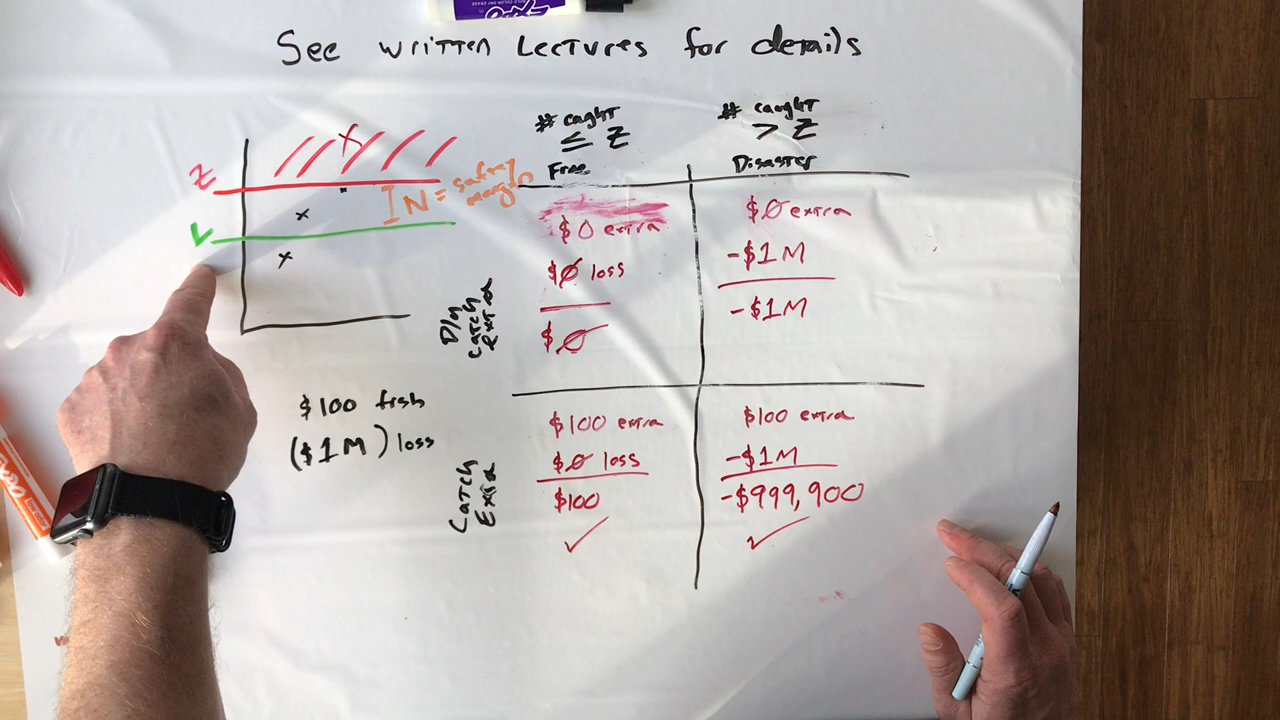 See written Lectures for details
# caught
≤ Z
Free
# caught
> Z
Disaster
Z
N = safety
margin
V
$0 extra
$0 loss
$0
$0 extra
-$1M
-$1M
D/n
catch
extra
$100 fish
($1M) loss
Catch
Extra
$100 extra
$0 loss
$100
$100 extra
-$1M
-$999,900